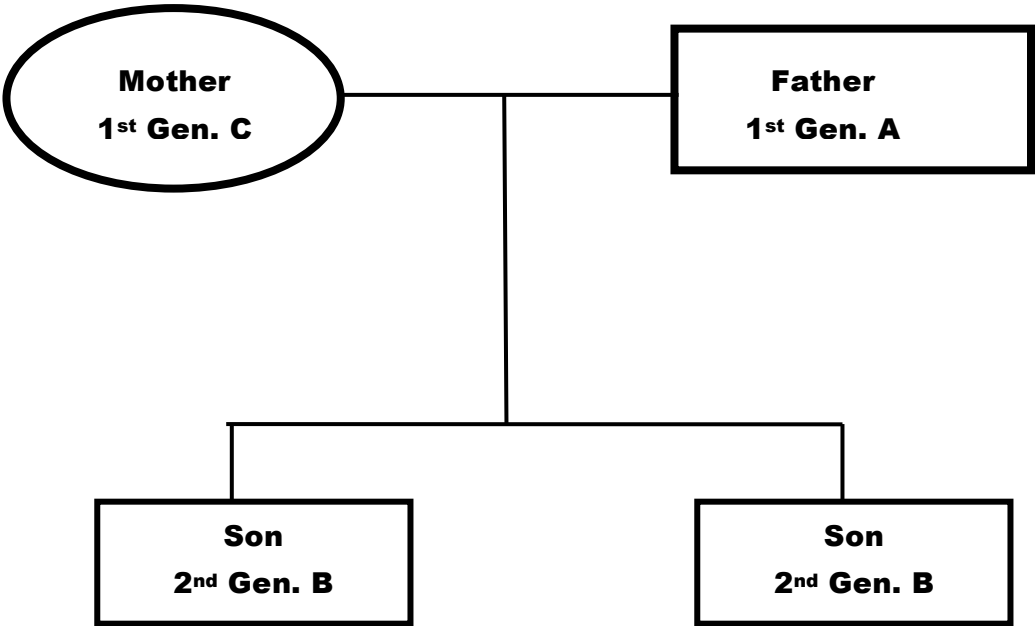 Mother
1st Gen. C
Father
1st Gen. A
Son
2nd Gen. B
Son
2nd Gen. B